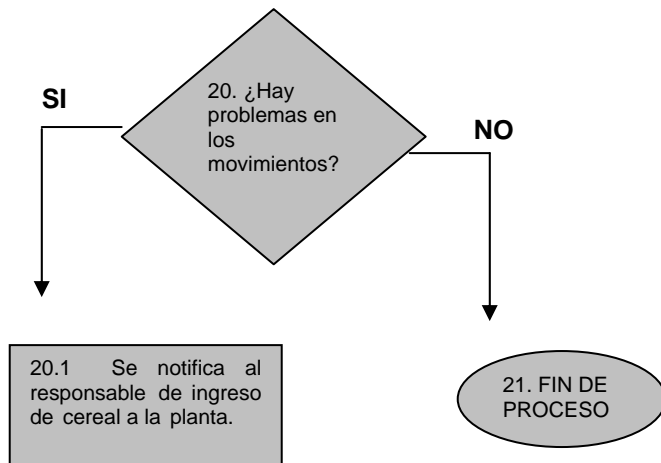 20. ¿Hay
problemas en
los
movimientos?
SI
NO
20.1 Se notifica al
responsable de ingreso
de cereal a la planta.
21. FIN DE
PROCESO